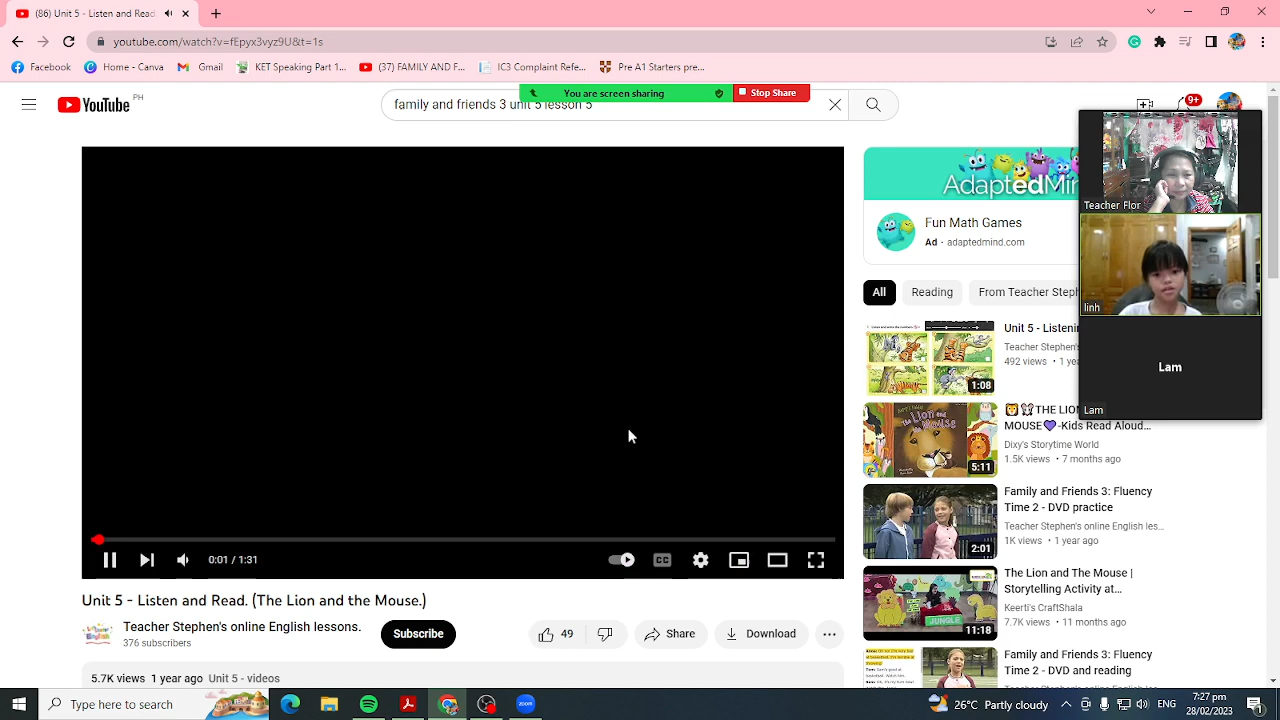 (86) Unit 5 - Listen and Read.
youtube.com/watch?v=fEpyx3vyz9U&t=1s
Facebook
Home - Canva
Gmail
KET Speaking Part 1...
(37) FAMILY AND F...
IC3 Complaint Refe...
Pre A1 Starters pre...
YouTube PH
family and friends 3 unit 5 lesson 5
You are screen sharing
Stop Share
9+
AdaptedMin
Teacher Flor
Fun Math Games
Ad · adaptedmind.com
linh
All
Reading
From Teacher Steph
Unit 5 - Listenin
Teacher Stephen's
492 views • 1 yea
1:08
Lam
Lam
THE LION
MOUSE💜-Kids Read Aloud...
Dixy's Storytime World
1.5K views • 7 months ago
5:11
Family and Friends 3: Fluency
Time 2 - DVD practice
Teacher Stephen's online English les...
1K views • 1 year ago
2:01
0:01 / 1:31
CC
The Lion and The Mouse |
Storytelling Activity at...
Keerti's CraftShala
7.7K views • 11 months ago
JUNGLE
11:18
Unit 5 - Listen and Read. (The Lion and the Mouse.)
Teacher Stephen's online English lessons.
376 subscribers
Subscribe
49
Share
Download
Family and Friends 3: Fluency
Time 2 - DVD and reading
5.7K views 1 year ago Unit 5 - videos
Type here to search
zoom
26°C
ENG
7:27 pm
28/02/2023